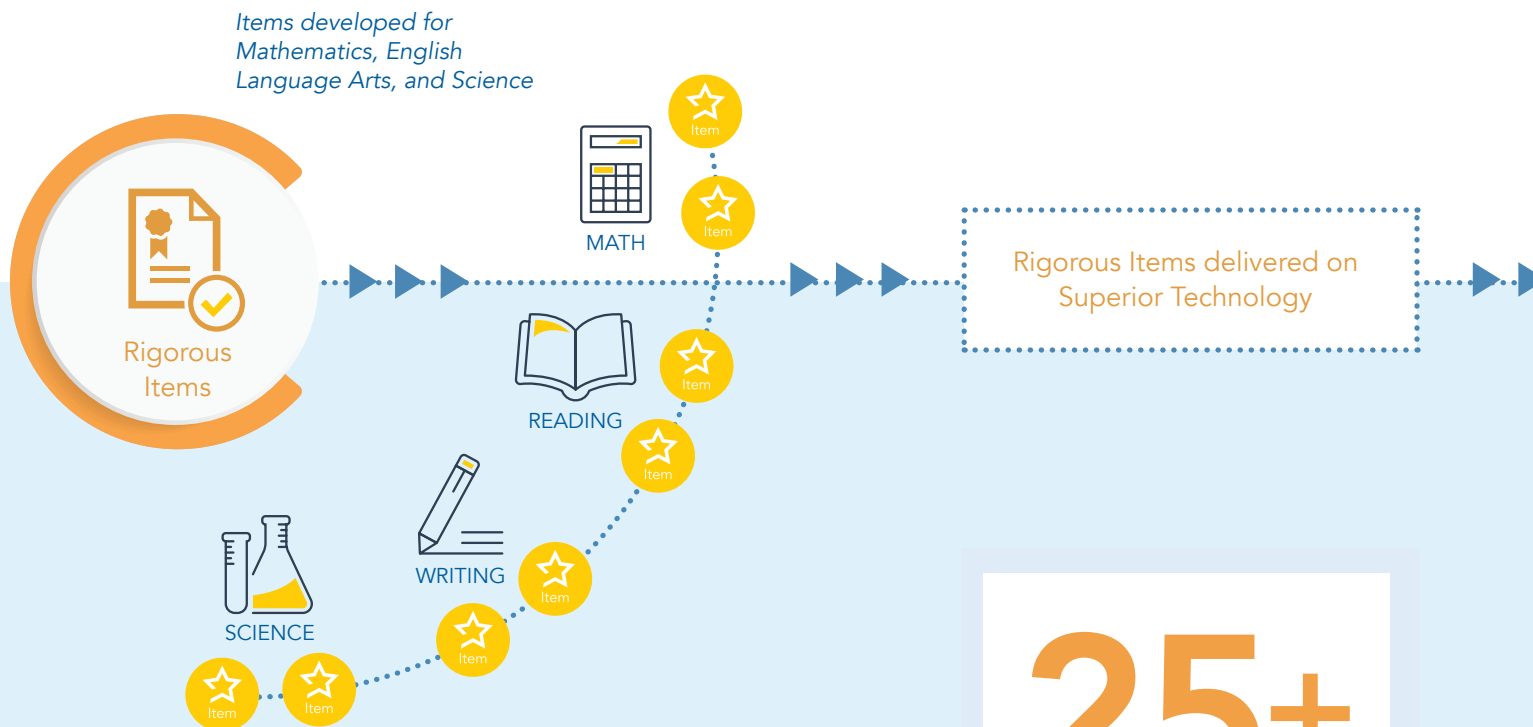 Items developed for
Mathematics, English
Language Arts, and Science
Item
Item
MATH
Rigorous
Items
Rigorous Items delivered on
Superior Technology
Item
READING
Item
WRITING
Item
SCIENCE
Item
Item
Item
25+